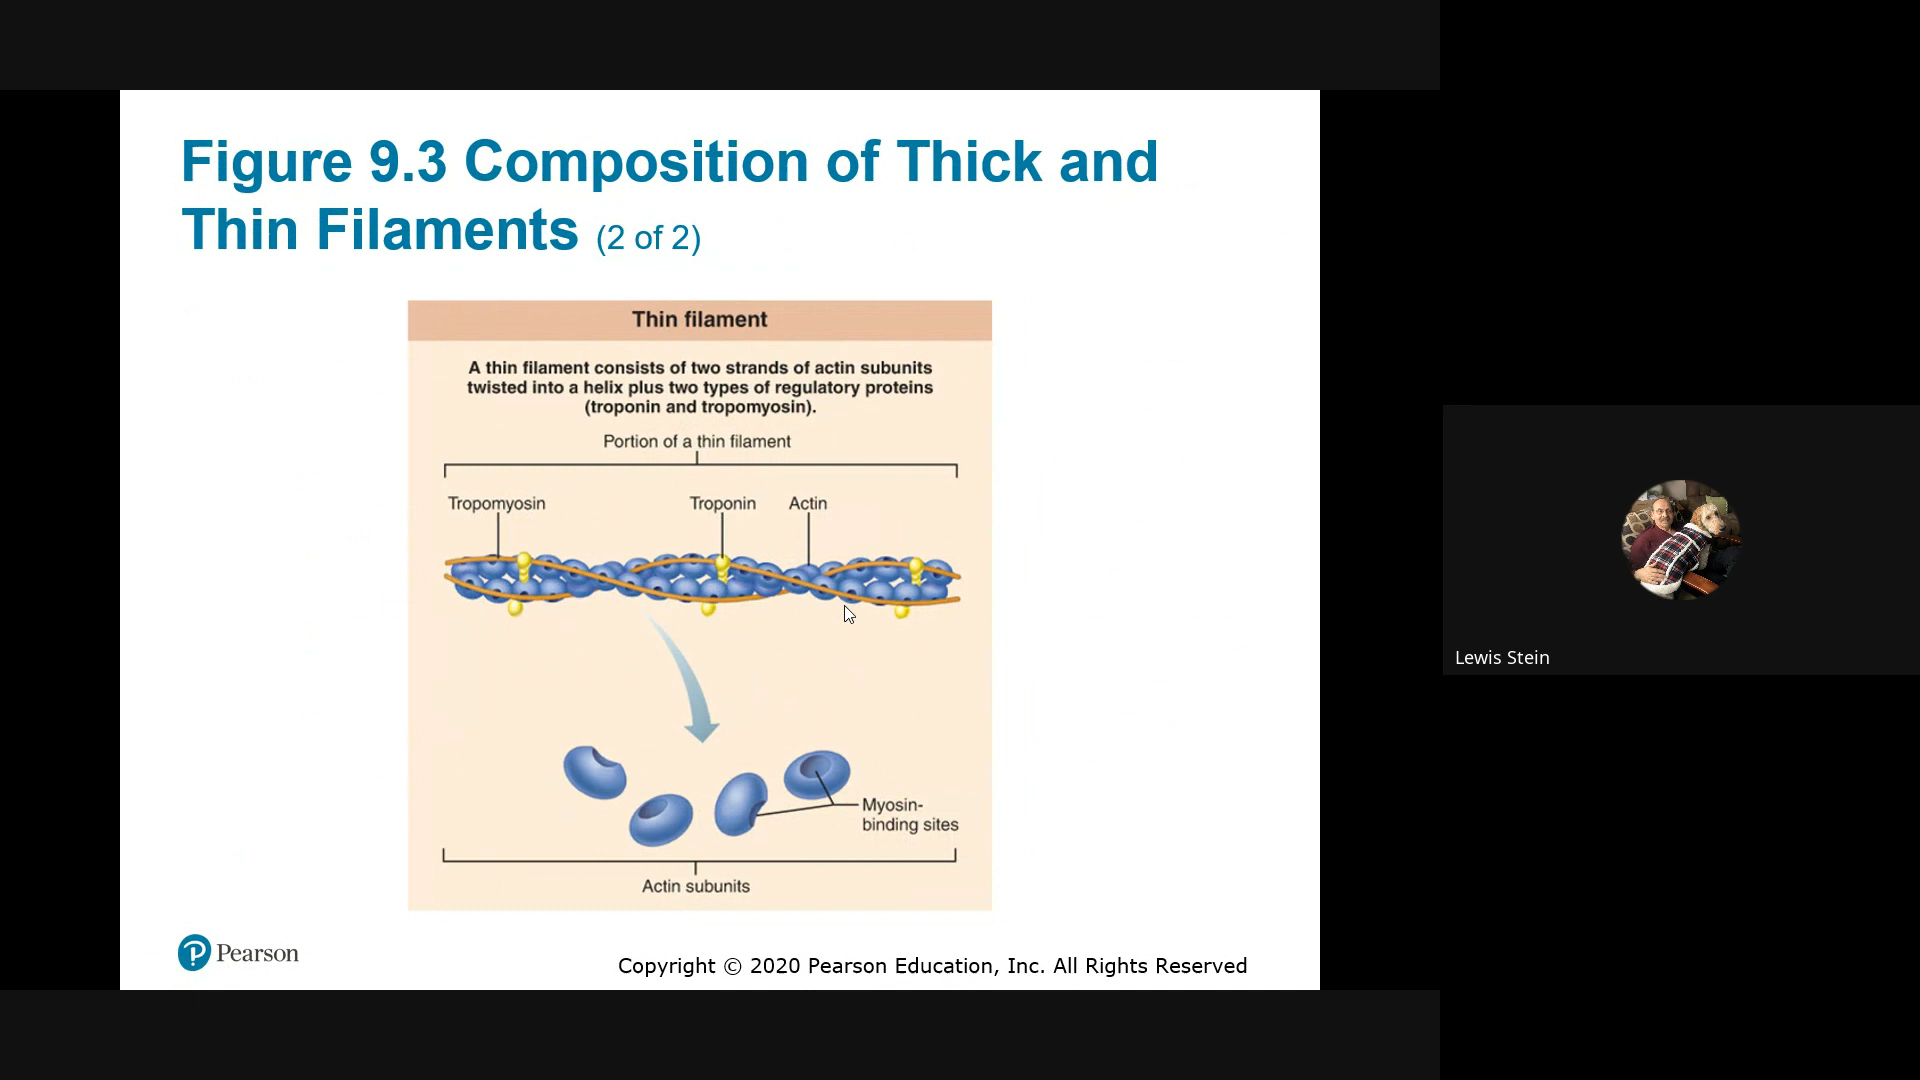 Figure 9.3 Composition of Thick and
Thin Filaments (2 of 2)
Thin filament
A thin filament consists of two strands of actin subunits
twisted into a helix plus two types of regulatory proteins
(troponin and tropomyosin).
Portion of a thin filament
Tropomyosin
Troponin
Actin
Myosin-
binding sites
Actin subunits
Pearson
Copyright © 2020 Pearson Education, Inc. All Rights Reserved
Lewis Stein